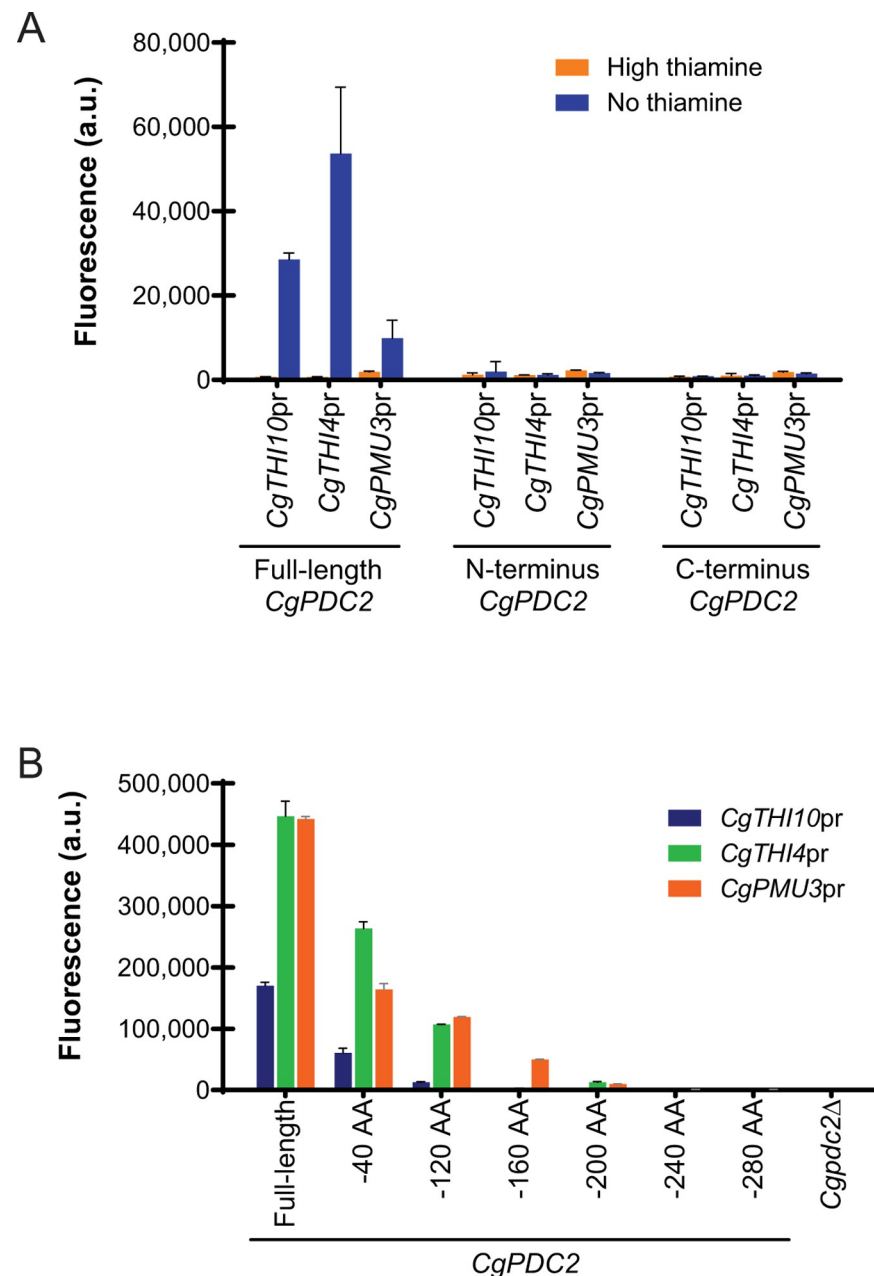 A
80,000
60,000
40,000
20,000
0
Fluorescence (a.u.)
High thiamine
No thiamine
CgTHI10pr
CgTHI4pr
CgPMU3pr
CgTHI10pr
CgTHI4pr
CgPMU3pr
CgTHI10pr
CgTHI4pr
CgPMU3pr
Full-length
CgPDC2
N-terminus
CgPDC2
C-terminus
CgPDC2
B
500,000
400,000
300,000
200,000
100,000
0
Fluorescence (a.u.)
CgTHI10pr
CgTHI4pr
CgPMU3pr
Full-length
-40 AA
-120 AA
-160 AA
-200 AA
-240 AA
-280 AA
Cgpdc2Δ
CgPDC2